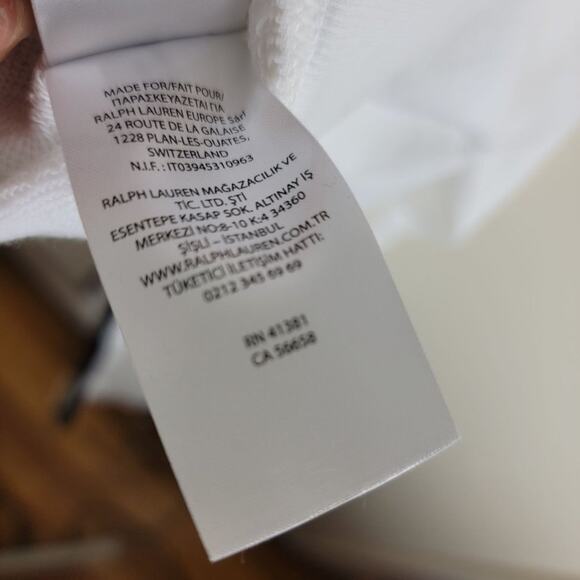 MADE FOR/FAIT POUR/
ΠΑΡΑΣΚΕΥΑΖΕΤΑΙ ΓΙΑ
RALPH LAUREN EUROPE Sàrl
24 ROUTE DE LA GALAISE
1228 PLAN-LES-OUATES,
SWITZERLAND
N.I.F.: IT03945310963
RALPH LAUREN MAĞAZACILIK VE
TİC. LTD. ŞTİ
ESENTEPE KASAP SOK. ALTINAY İŞ
MERKEZİ NO:8-10 K:4 34360
ŞİŞLİ - İSTANBUL
WWW.RALPHLAUREN.COM.TR
TÜKETİCİ İLETİŞİM HATTI:
0212 345 69 69
RN 41381
CA 56658